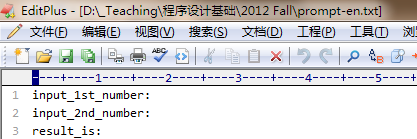 EditPlus - [D:\_Teaching\程序设计基础\2012 Fall\prompt-en.txt]
文件(F) 编辑(E) 视图(V) 搜索(S) 文档(D) 工程(P) 工具(T) 浏览
----+----1----+----2----+----3----+----4----+----5----+
1 input_1st_number:
2 input_2nd_number:
3 result_is: